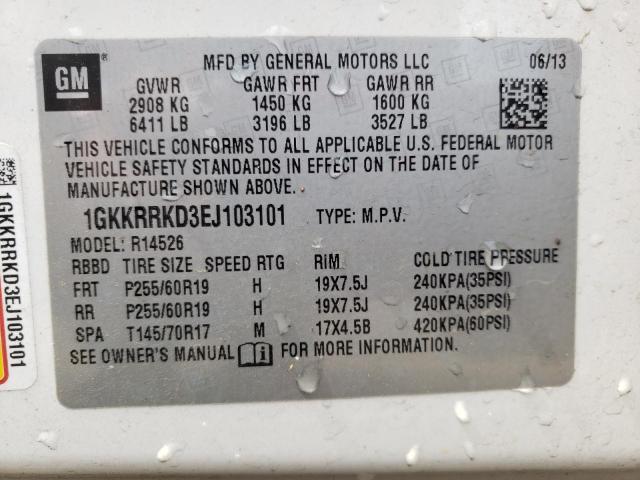 GM
MFD BY GENERAL MOTORS LLC 06/13
GVWR GAWR FRT GAWR RR
2908 KG 1450 KG 1600 KG
6411 LB 3196 LB 3527 LB
THIS VEHICLE CONFORMS TO ALL APPLICABLE U.S. FEDERAL MOTOR
VEHICLE SAFETY STANDARDS IN EFFECT ON THE DATE OF
MANUFACTURE SHOWN ABOVE.
1GKKRRKD3EJ103101 TYPE: M.P.V.
MODEL: R14526
RBBD TIRE SIZE SPEED RTG RIM COLD TIRE PRESSURE
FRT P255/60R19 H 19X7.5J 240KPA(35PSI)
RR P255/60R19 H 19X7.5J 240KPA(35PSI)
SPA T145/70R17 M 17X4.5B 420KPA(60PSI)
SEE OWNER'S MANUAL FOR MORE INFORMATION.
1GKKRRKD3EJ103101